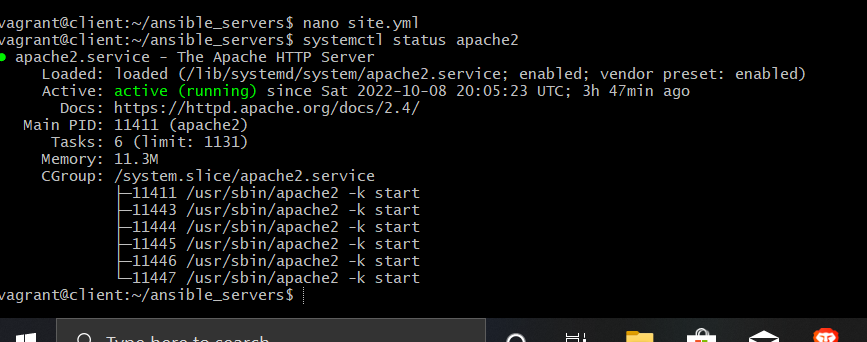 vagrant@client:~/ansible_servers$ nano site.yml
vagrant@client:~/ansible_servers$ systemctl status apache2
● apache2.service - The Apache HTTP Server
Loaded: loaded (/lib/systemd/system/apache2.service; enabled; vendor preset: enabled)
Active: active (running) since Sat 2022-10-08 20:05:23 UTC; 3h 47min ago
Docs: https://httpd.apache.org/docs/2.4/
Main PID: 11411 (apache2)
Tasks: 6 (limit: 1131)
Memory: 11.3M
CGroup: /system.slice/apache2.service
├─11411 /usr/sbin/apache2 -k start
├─11443 /usr/sbin/apache2 -k start
├─11444 /usr/sbin/apache2 -k start
├─11445 /usr/sbin/apache2 -k start
├─11446 /usr/sbin/apache2 -k start
└─11447 /usr/sbin/apache2 -k start
vagrant@client:~/ansible_servers$
Type here to search